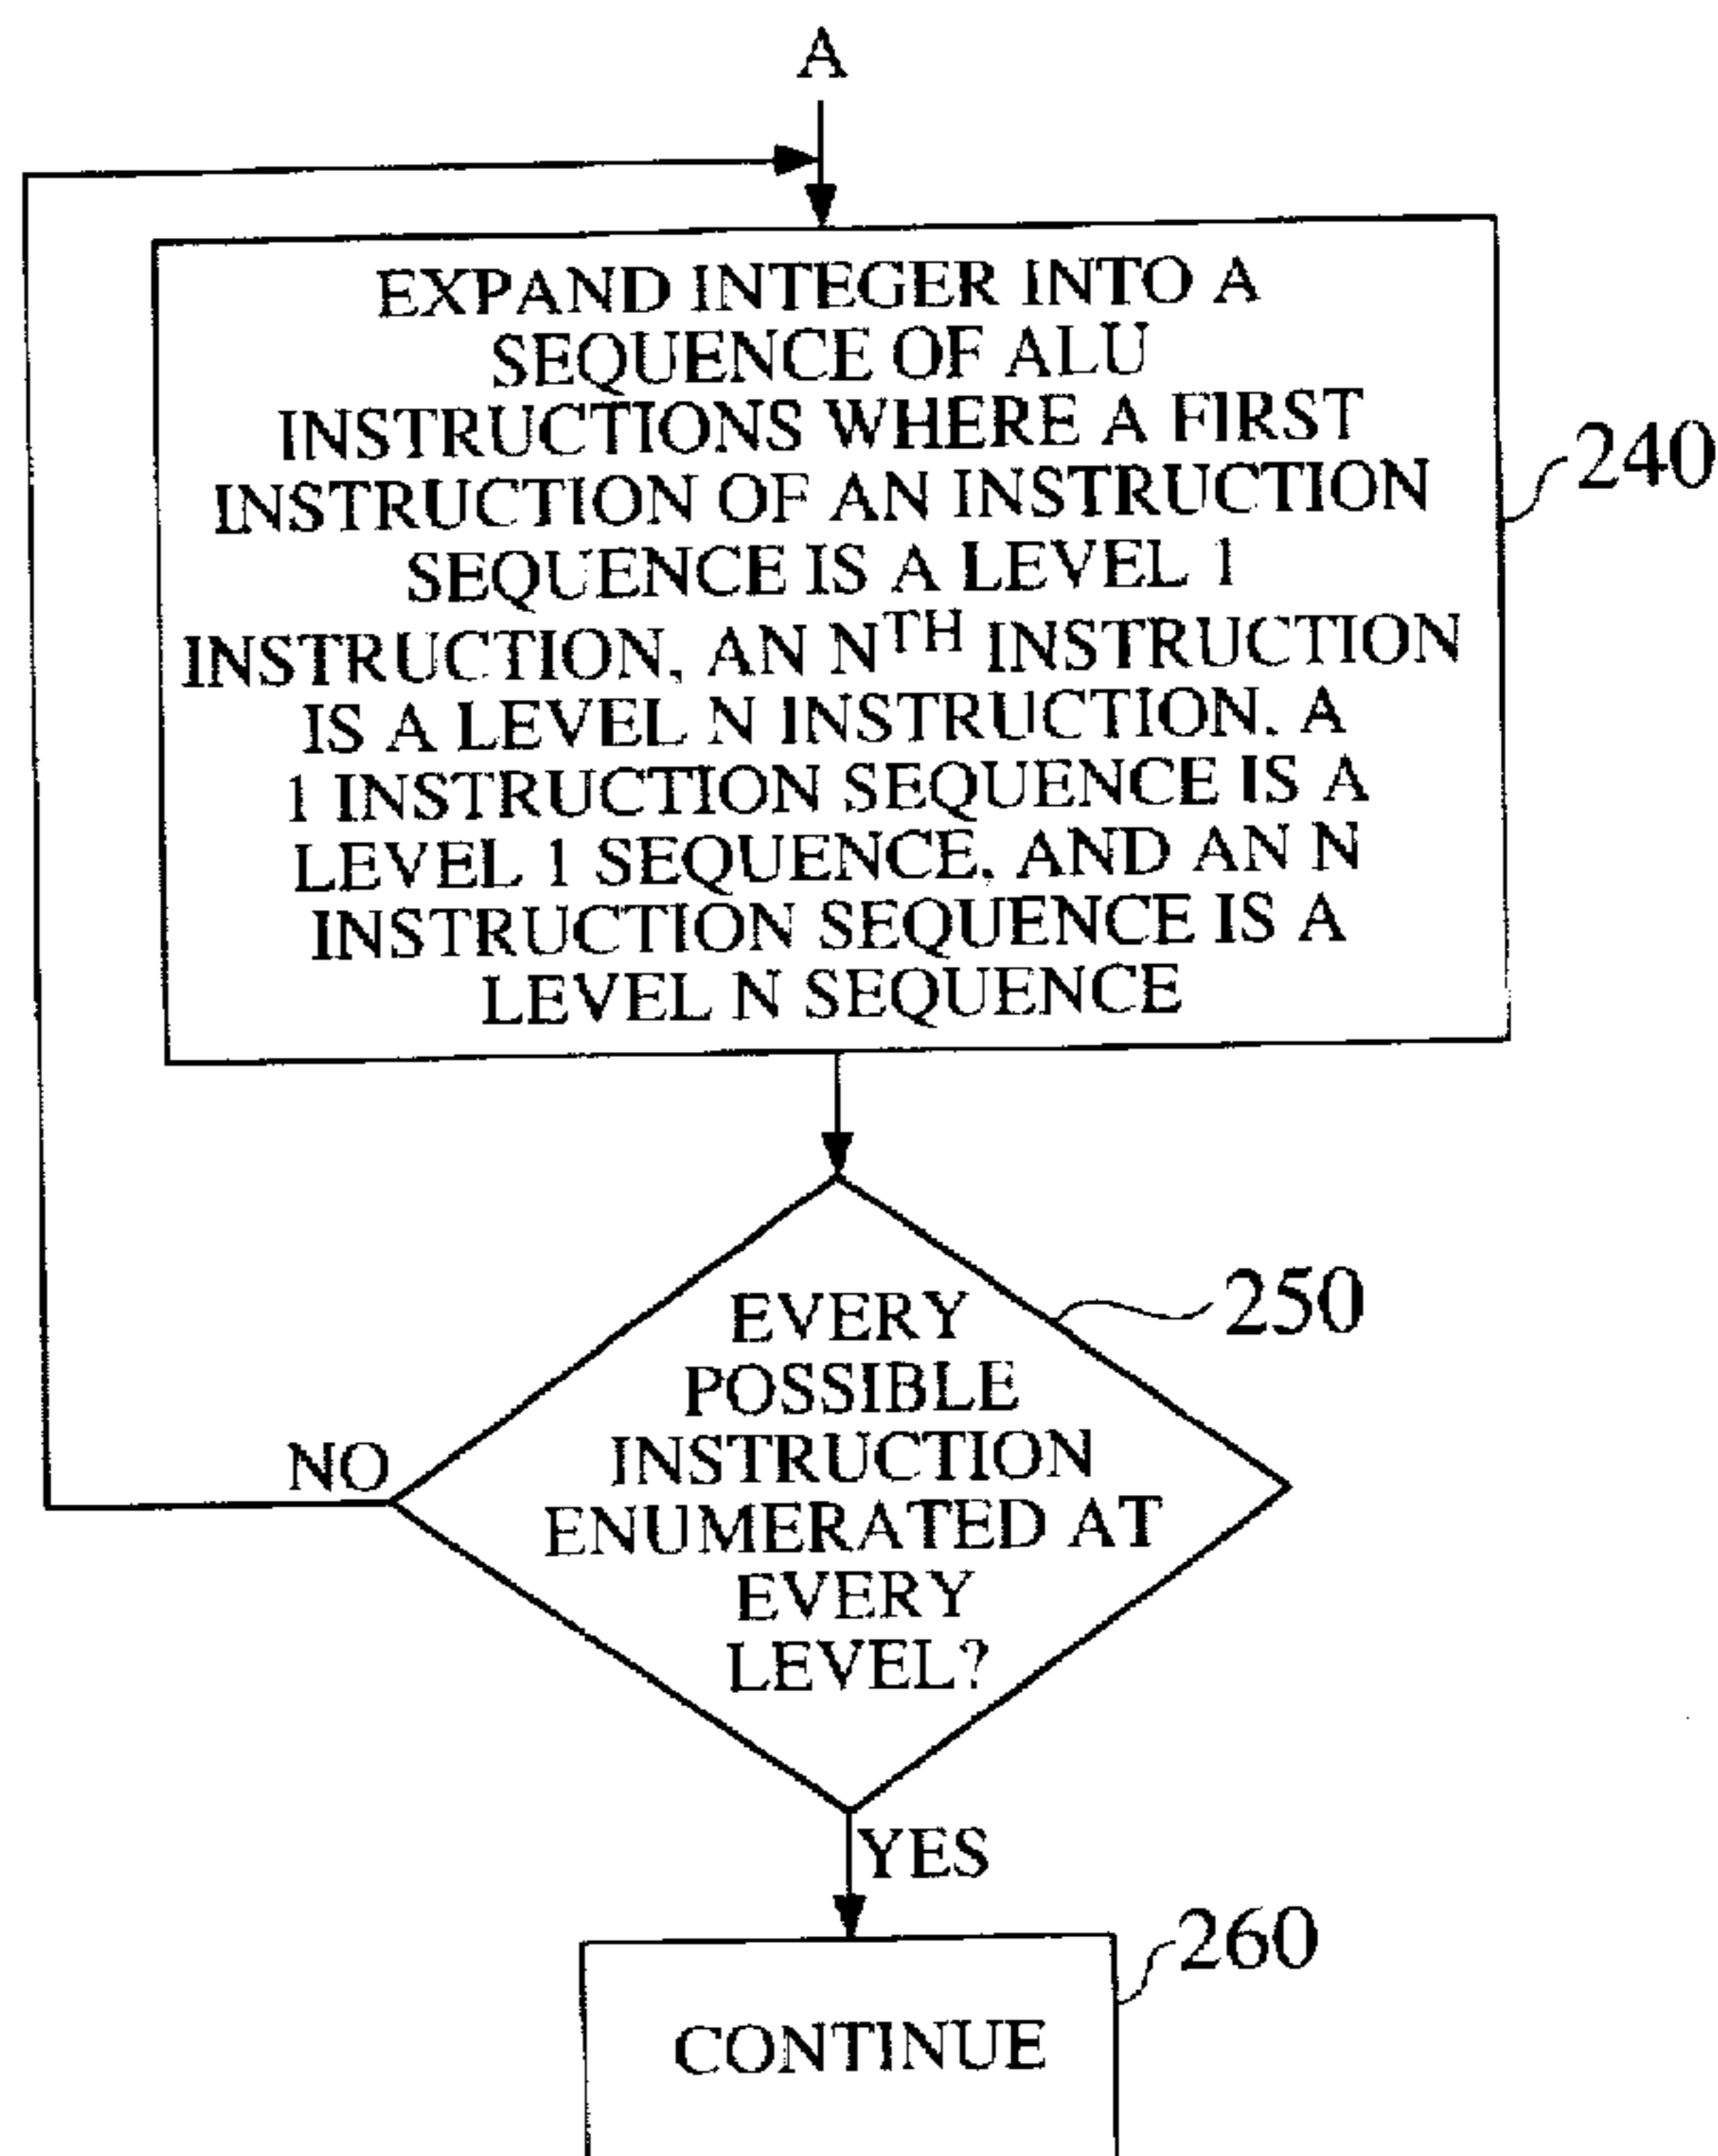 A
EXPAND INTEGER INTO A
SEQUENCE OF ALU
INSTRUCTIONS WHERE A FIRST
INSTRUCTION OF AN INSTRUCTION
SEQUENCE IS A LEVEL 1
INSTRUCTION, AN NTH INSTRUCTION
IS A LEVEL N INSTRUCTION, A
1 INSTRUCTION SEQUENCE IS A
LEVEL 1 SEQUENCE, AND AN N
INSTRUCTION SEQUENCE IS A
LEVEL N SEQUENCE
240
EVERY
POSSIBLE
INSTRUCTION
ENUMERATED AT
EVERY
LEVEL?
250
NO
YES
CONTINUE
260